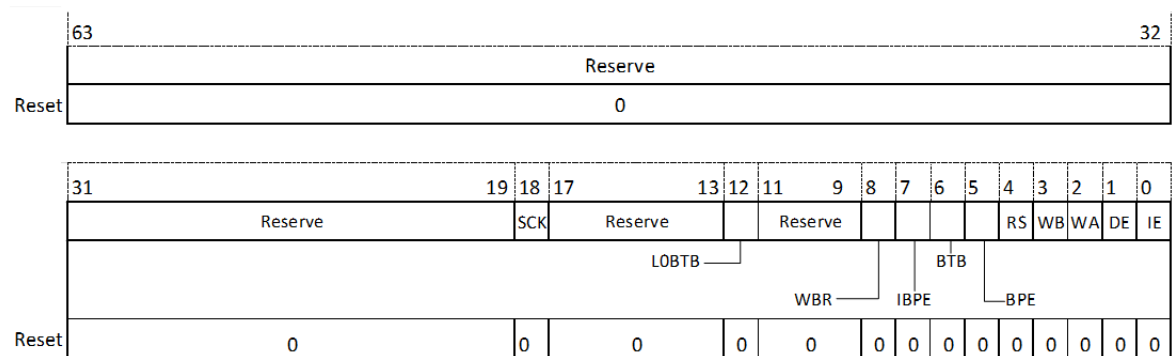 63 32
Reserve
Reset 0
31 19 18 17 13 12 11 9 8 7 6 5 4 3 2 1 0
Reserve SCK Reserve Reserve RS WB WA DE IE
L0BTB BTB
WBR IBPE BPE
Reset 0 0 0 0 0 0 0 0 0 0 0 0 0 0